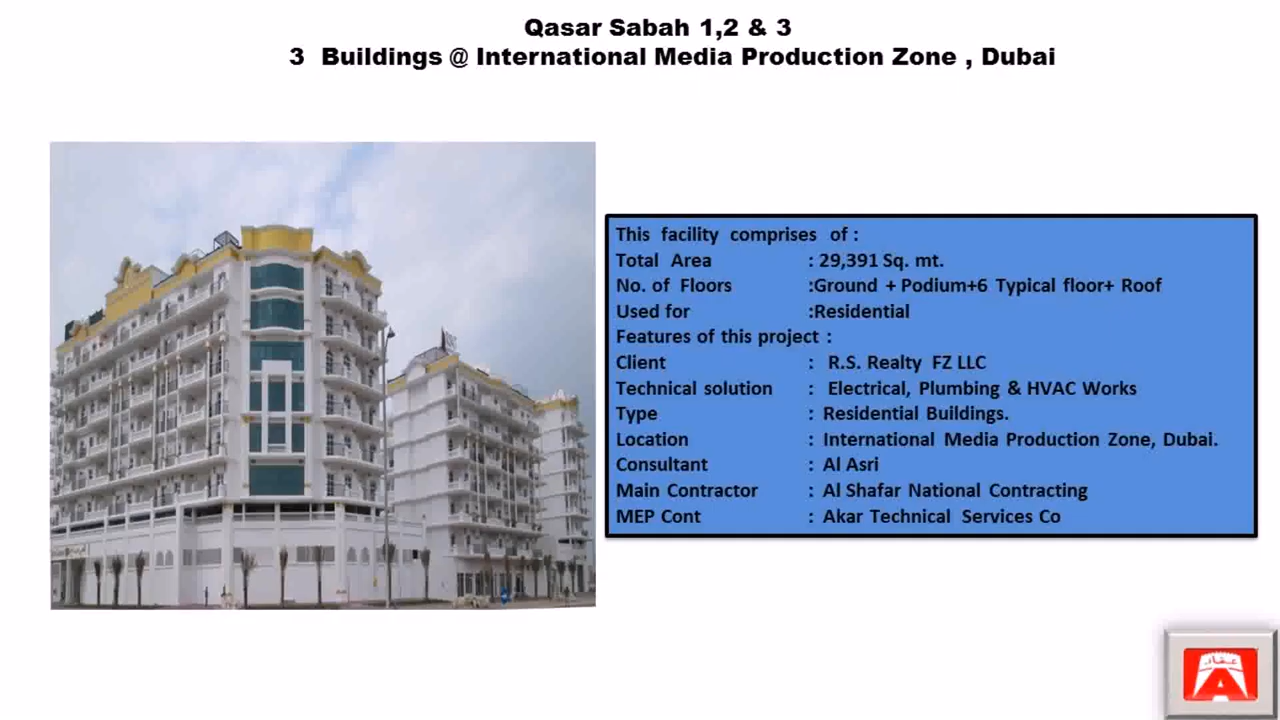 Qasar Sabah 1,2 & 3
3 Buildings @ International Media Production Zone , Dubai
This facility comprises of :
Total Area : 29,391 Sq. mt.
No. of Floors :Ground + Podium+6 Typical floor+ Roof
Used for :Residential
Features of this project :
Client : R.S. Realty FZ LLC
Technical solution : Electrical, Plumbing & HVAC Works
Type : Residential Buildings.
Location : International Media Production Zone, Dubai.
Consultant : Al Asri
Main Contractor : Al Shafar National Contracting
MEP Cont : Akar Technical Services Co
عقار